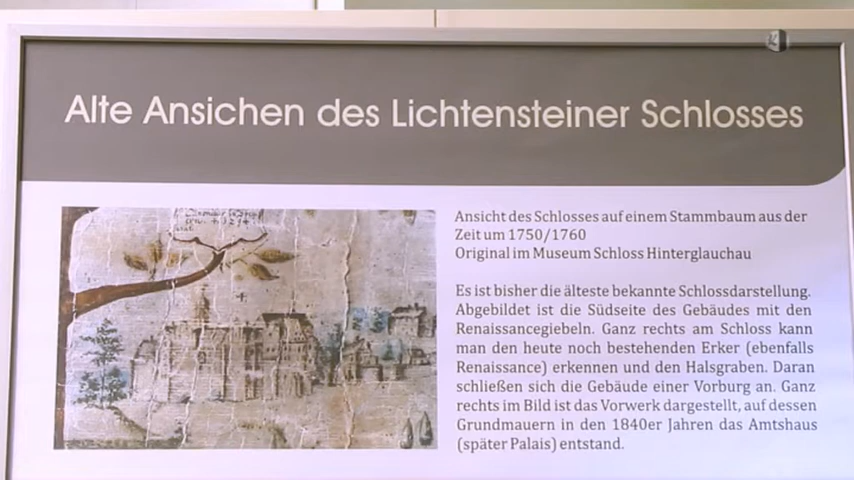 Alte Ansichen des Lichtensteiner Schlosses
Ansicht des Schlosses auf einem Stammbaum aus der
Zeit um 1750/1760
Original im Museum Schloss Hinterglauchau
Es ist bisher die älteste bekannte Schlossdarstellung.
Abgebildet ist die Südseite des Gebäudes mit den
Renaissancegiebeln. Ganz rechts am Schloss kann
man den heute noch bestehenden Erker (ebenfalls
Renaissance) erkennen und den Halsgraben. Daran
schließen sich die Gebäude einer Vorburg an. Ganz
rechts im Bild ist das Vorwerk dargestellt, auf dessen
Grundmauern in den 1840er Jahren das Amtshaus
(später Palais) entstand.